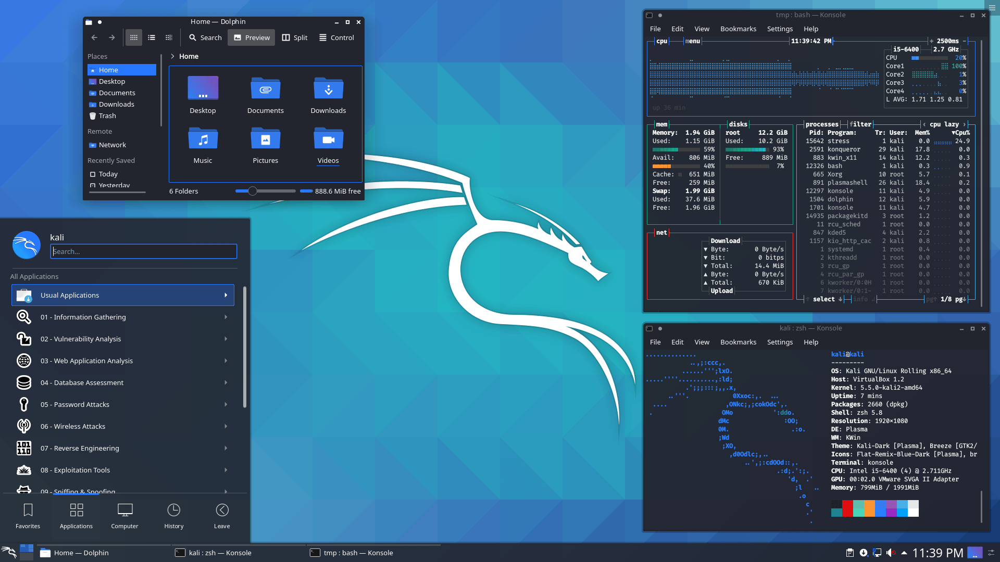 Home — Dolphin
Search
Preview
Split
Control
Places
Home
Desktop
Documents
Downloads
Trash
Remote
Network
Recently Saved
Today
Yesterday
Home
Desktop
Documents
Downloads
Music
Pictures
Videos
6 Folders
888.6 MiB free
kali
Search...
All Applications
Usual Applications
01 - Information Gathering
02 - Vulnerability Analysis
03 - Web Application Analysis
04 - Database Assessment
05 - Password Attacks
06 - Wireless Attacks
07 - Reverse Engineering
08 - Exploitation Tools
09 - Sniffing & Spoofing
Favorites
Applications
Computer
History
Leave
tmp : bash — Konsole
File Edit View Bookmarks Settings Help
cpu menu 11:39:42 PM + 2500ms -
i5-6400 2.7 GHz
CPU 20%
Core1 100%
Core2 1%
Core3 3%
Core4 0%
L AVG: 1.71 1.25 0.81
up 36 min
mem
Memory: 1.94 GiB
Used: 1.15 GiB
59%
Avail: 806 MiB
40%
Cache: 651 MiB
Free: 259 MiB
Swap: 1.99 GiB
Used: 37.6 MiB
Free: 1.96 GiB
disks
root 12.2 GiB
Used: 10.2 GiB
93%
Free: 889 MiB
7%
net
Download
▼ Byte: 0 Byte/s
▼ Bit: 0 bitps
▼ Total: 14.4 MiB
▲ Byte: 0 Byte/s
▲ Total: 670 KiB
Upload
processes filter ‹ cpu lazy ›
Pid: Program: Tr: User: Mem% ▼Cpu%
15642 stress 1 kali 0.0 24.9
2591 konqueror 29 kali 17.8 0.0
883 kwin_x11 14 kali 12.2 0.3
12326 bash 1 kali 0.3 0.9
665 Xorg 10 root 5.7 0.1
891 plasmashell 26 kali 18.4 0.2
12297 konsole 11 kali 4.9 0.0
1504 dolphin 12 kali 5.9 0.0
1701 konsole 11 kali 4.7 0.0
14935 packagekitd 3 root 1.2 0.0
11 rcu_sched 1 root 0.0 0.0
847 kded5 4 kali 2.2 0.0
1157 kio_http_cac 2 kali 0.8 0.0
1 systemd 1 root 0.4 0.0
2 kthreadd 1 root 0.0 0.0
3 rcu_gp 1 root 0.0 0.0
4 rcu_par_gp 1 root 0.0 0.0
6 kworker/0:0H 1 root 0.0 0.0
7 kworker/0:1- 1 root 0.0 0.0
↑ select ↓ info ↲ pg↑ 1/8 pg↓
kali : zsh — Konsole
File Edit View Bookmarks Settings Help
kali@kali
---------
OS: Kali GNU/Linux Rolling x86_64
Host: VirtualBox 1.2
Kernel: 5.5.0-kali2-amd64
Uptime: 7 mins
Packages: 2660 (dpkg)
Shell: zsh 5.8
Resolution: 1920×1080
DE: Plasma
WM: KWin
Theme: Kali-Dark [Plasma], Breeze [GTK2/
Icons: Flat-Remix-Blue-Dark [Plasma], br
Terminal: konsole
CPU: Intel i5-6400 (4) @ 2.711GHz
GPU: 00:02.0 VMware SVGA II Adapter
Memory: 799MiB / 1991MiB
Home — Dolphin
kali : zsh — Konsole
tmp : bash — Konsole
11:39 PM